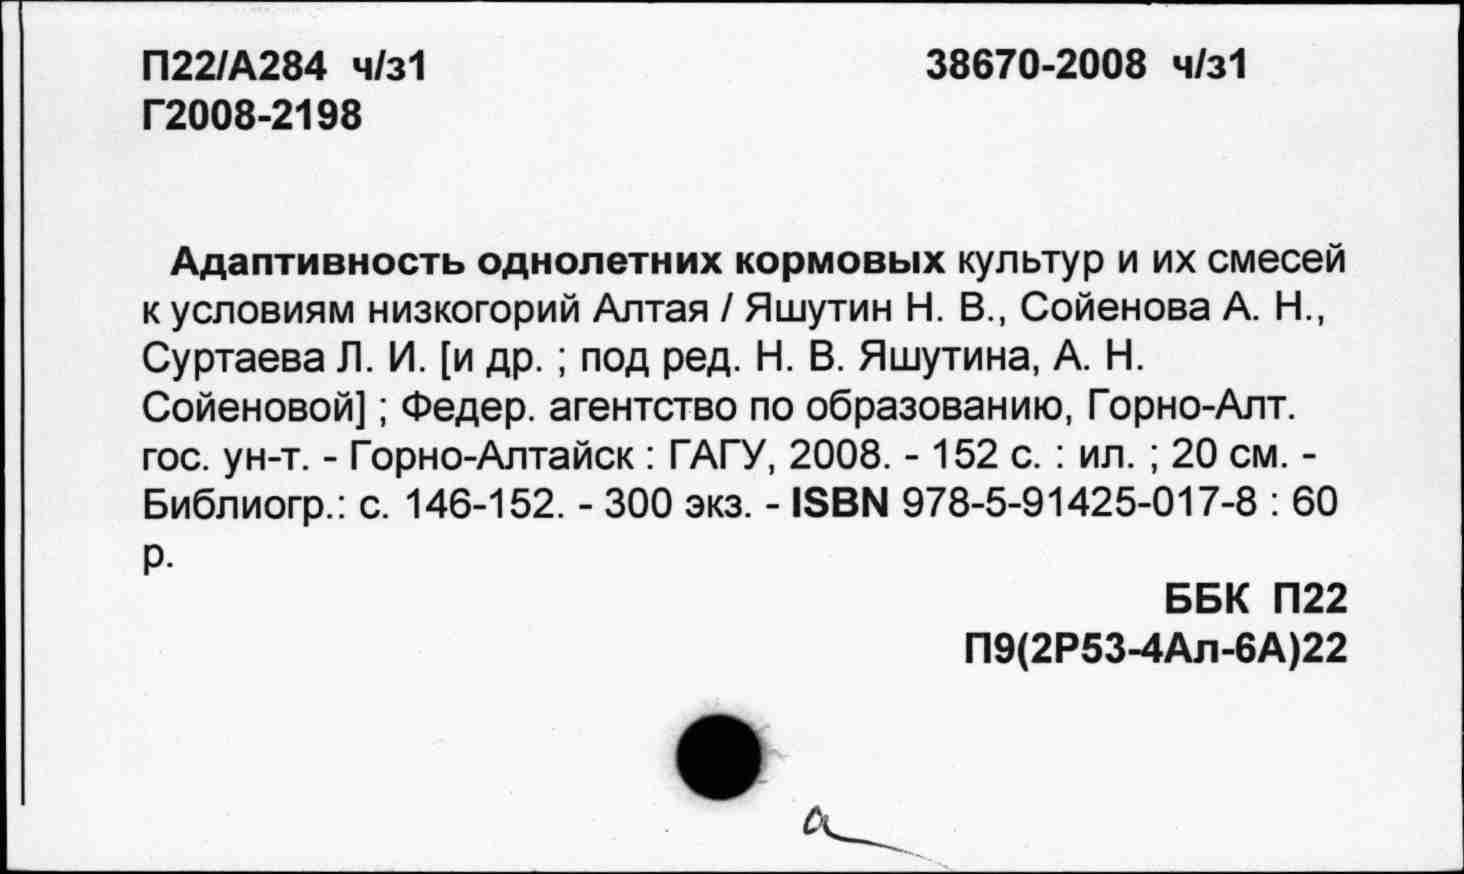 П22/А284 ч/з1 38670-2008 ч/з1
Г2008-2198
Адаптивность однолетних кормовых культур и их смесей
к условиям низкогорий Алтая / Яшутин Н. В., Сойенова А. Н.,
Суртаева Л. И. [и др. ; под ред. Н. В. Яшутина, А. Н.
Сойеновой] ; Федер. агентство по образованию, Горно-Алт.
гос. ун-т. - Горно-Алтайск : ГАГУ, 2008. - 152 с. : ил. ; 20 см. -
Библиогр.: с. 146-152. - 300 экз. - ISBN 978-5-91425-017-8 : 60
р.
ББК П22
П9(2Р53-4Ал-6А)22
а